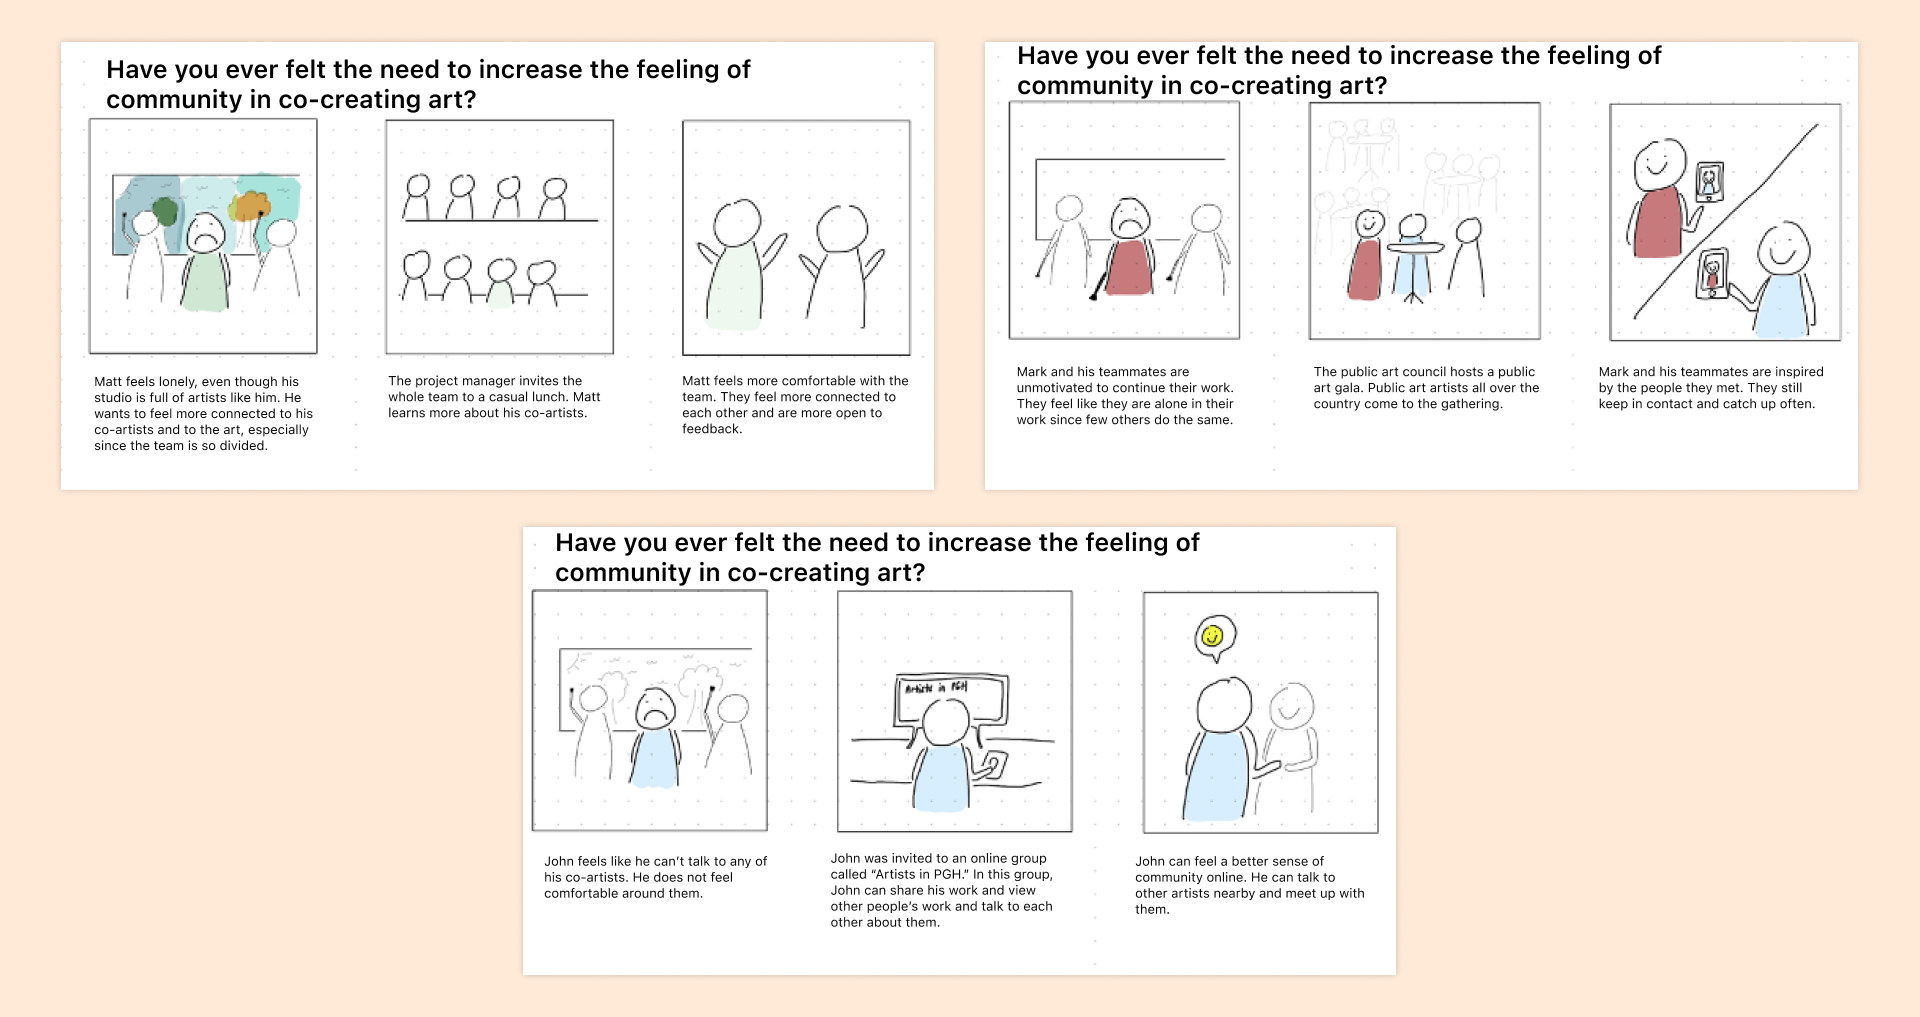 Have you ever felt the need to increase the feeling of
community in co-creating art?
Matt feels lonely, even though his
studio is full of artists like him. He
wants to feel more connected to his
co-artists and to the art, especially
since the team is so divided.
The project manager invites the
whole team to a casual lunch. Matt
learns more about his co-artists.
Matt feels more comfortable with the
team. They feel more connected to
each other and are more open to
feedback.
Have you ever felt the need to increase the feeling of
community in co-creating art?
Mark and his teammates are
unmotivated to continue their work.
They feel like they are alone in their
work since few others do the same.
The public art council hosts a public
art gala. Public art artists all over the
country come to the gathering.
Mark and his teammates are inspired
by the people they met. They still
keep in contact and catch up often.
Have you ever felt the need to increase the feeling of
community in co-creating art?
Artists in PGH
John feels like he can’t talk to any of
his co-artists. He does not feel
comfortable around them.
John was invited to an online group
called “Artists in PGH.” In this group,
John can share his work and view
other people’s work and talk to each
other about them.
John can feel a better sense of
community online. He can talk to
other artists nearby and meet up with
them.